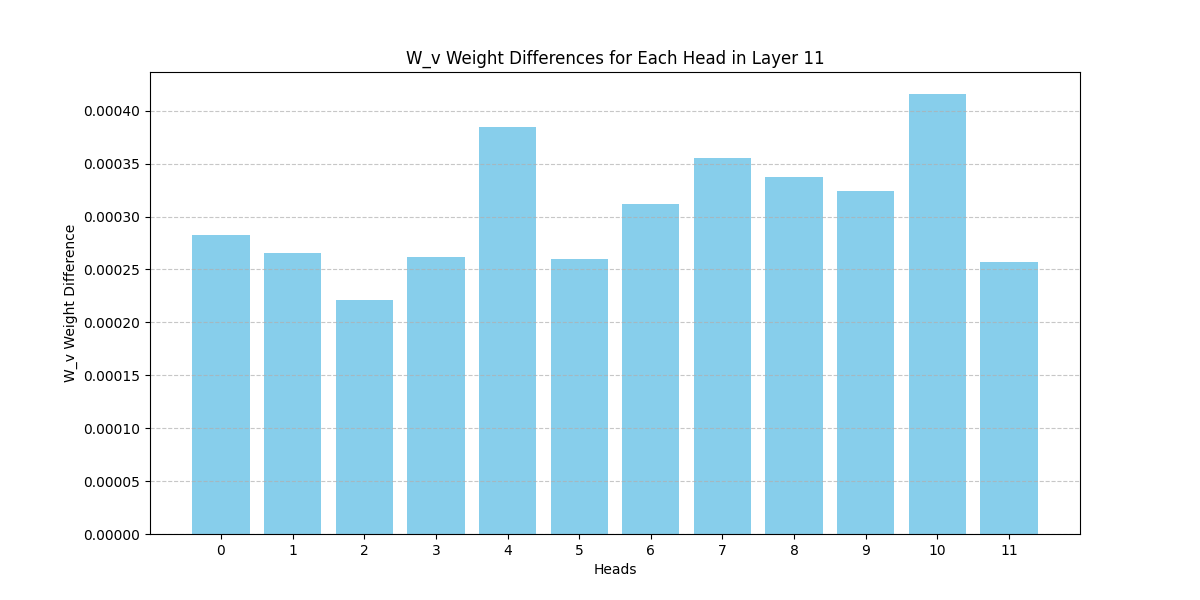 W_v Weight Differences for Each Head in Layer 11
0.00040
0.00035
0.00030
0.00025
0.00020
0.00015
0.00010
0.00005
0.00000
W_v Weight Difference
0 1 2 3 4 5 6 7 8 9 10 11
Heads